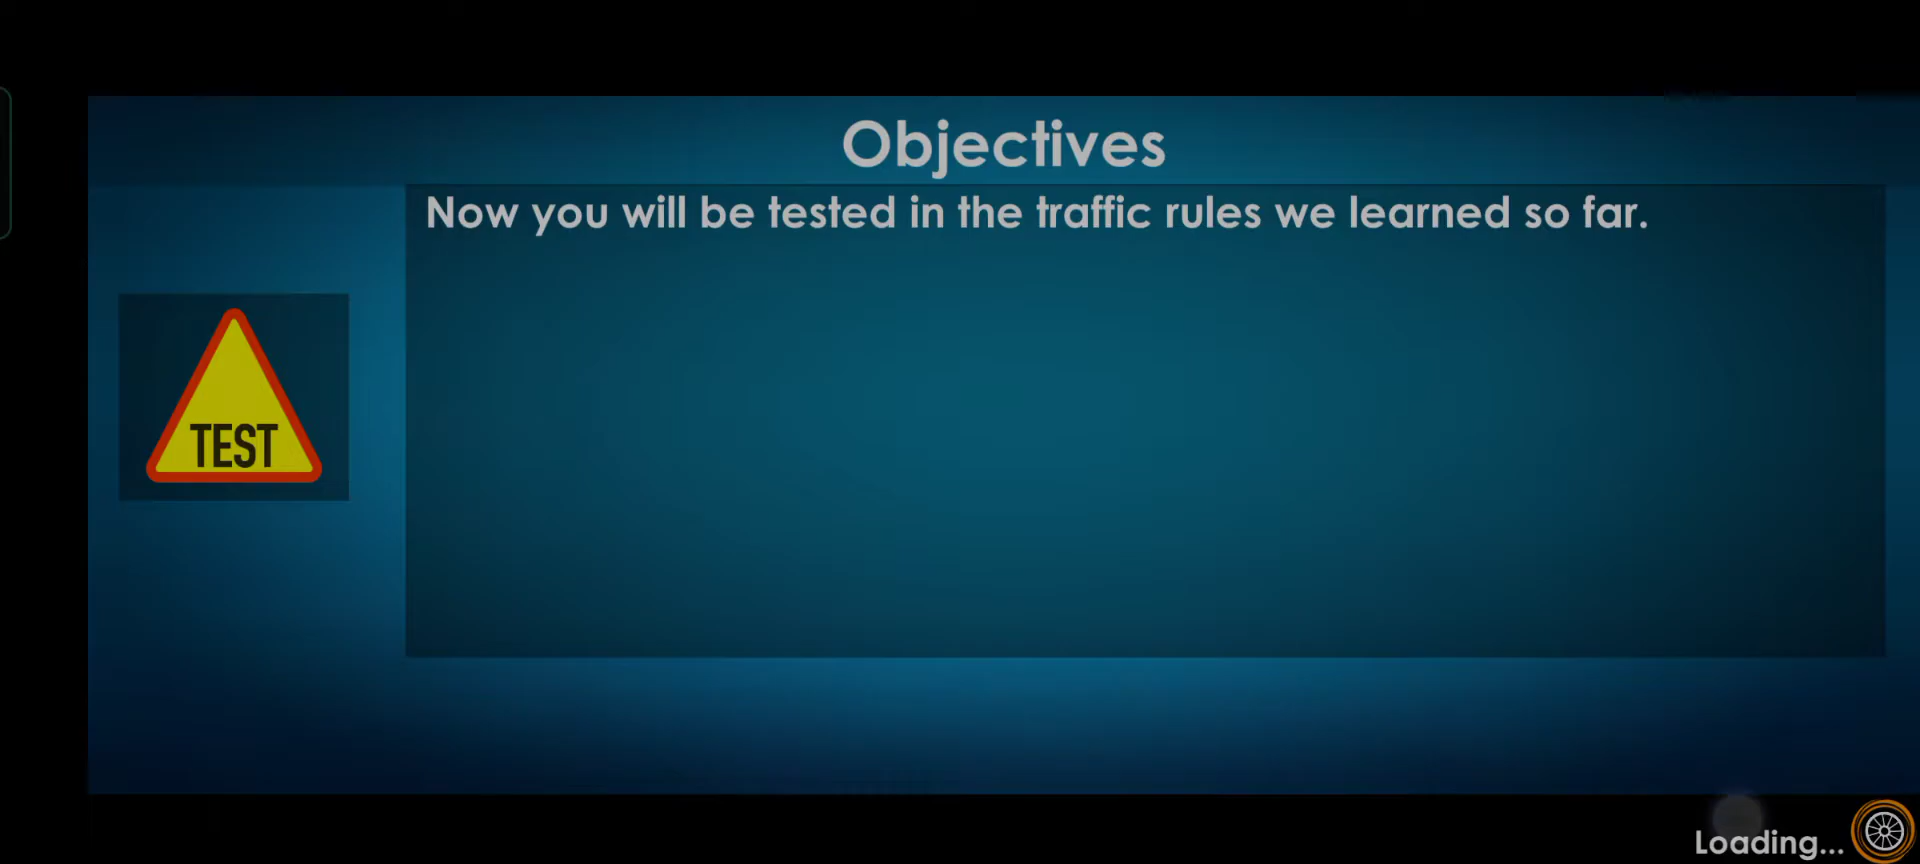 Objectives
Now you will be tested in the traffic rules we learned so far.
TEST
Loading...